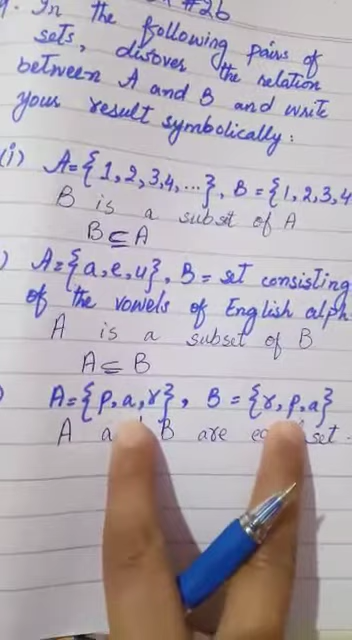 In the following pairs of
sets, disover the relation
between A and B and write
your result symbolically:
(i) A={1,2,3,4,...}, B={1,2,3,4
B is a subset of A
B⊆A
) A={a,e,u}, B= set consisting
of the vowels of English alph
A is a subset of B
A⊆B
) A={p,a,r}, B={r,p,a}
A B are set.